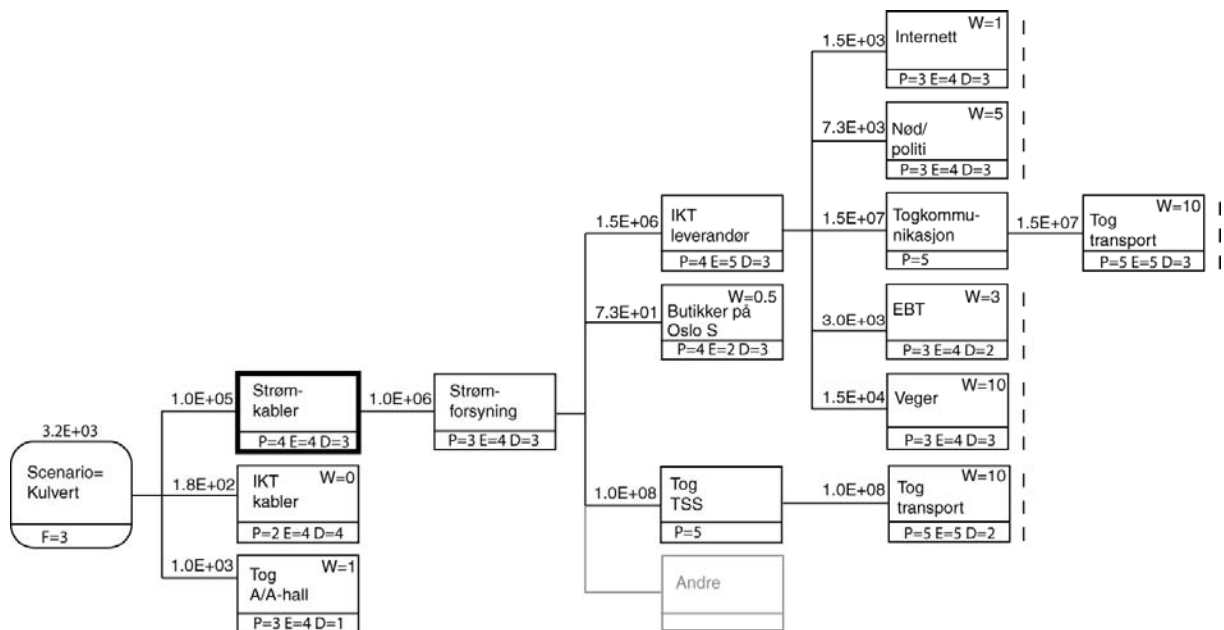 3.2E+03
Scenario=
Kulvert
F=3
1.0E+05
Strøm-
kabler
P=4 E=4 D=3
1.8E+02
IKT W=0
kabler
P=2 E=4 D=4
1.0E+03
Tog W=1
A/A-hall
P=3 E=4 D=1
1.0E+06
Strøm-
forsyning
P=3 E=4 D=3
1.5E+06
IKT
leverandør
P=4 E=5 D=3
7.3E+01
W=0.5
Butikker på
Oslo S
P=4 E=2 D=3
1.0E+08
Tog
TSS
P=5
Andre
1.5E+03
W=1
Internett
P=3 E=4 D=3
7.3E+03
W=5
Nød/
politi
P=3 E=4 D=3
1.5E+07
Togkommu-
nikasjon
P=5
3.0E+03
EBT W=3
P=3 E=4 D=2
1.5E+04
W=10
Veger
P=3 E=4 D=3
1.0E+08
W=10
Tog
transport
P=5 E=5 D=2
1.5E+07
W=10
Tog
transport
P=5 E=5 D=3